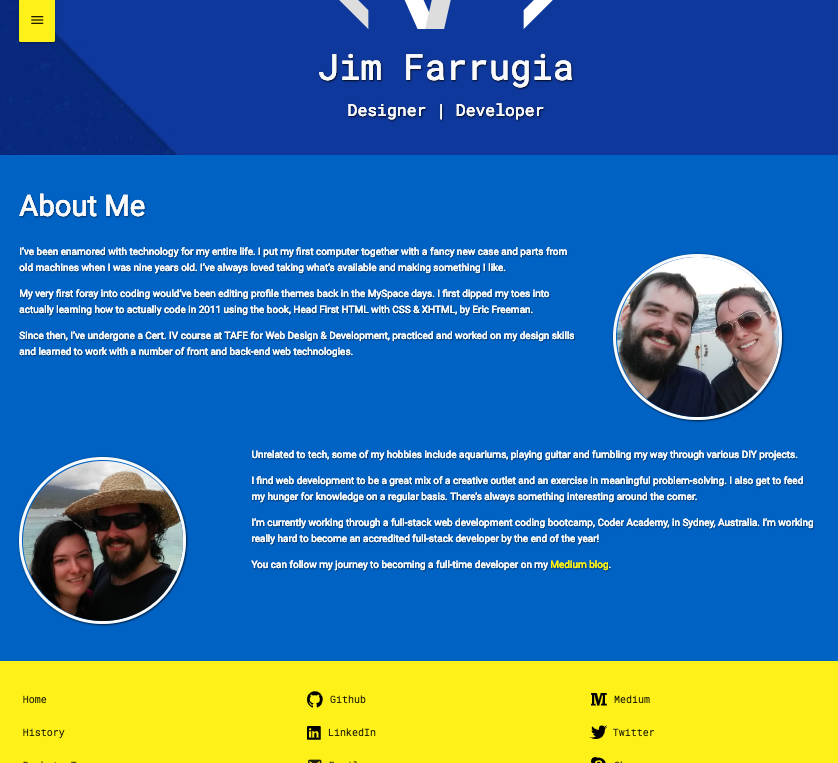 Jim Farrugia
Designer | Developer
About Me
I've been enamored with technology for my entire life. I put my first computer together with a fancy new case and parts from
old machines when I was nine years old. I've always loved taking what's available and making something I like.
My very first foray into coding would've been editing profile themes back in the MySpace days. I first dipped my toes into
actually learning how to actually code in 2011 using the book, Head First HTML with CSS & XHTML, by Eric Freeman.
Since then, I've undergone a Cert. IV course at TAFE for Web Design & Development, practiced and worked on my design skills
and learned to work with a number of front and back-end web technologies.
Unrelated to tech, some of my hobbies include aquariums, playing guitar and fumbling my way through various DIY projects.
I find web development to be a great mix of a creative outlet and an exercise in meaningful problem-solving. I also get to feed
my hunger for knowledge on a regular basis. There's always something interesting around the corner.
I'm currently working through a full-stack web development coding bootcamp, Coder Academy, in Sydney, Australia. I'm working
really hard to become an accredited full-stack developer by the end of the year!
You can follow my journey to becoming a full-time developer on my Medium blog.
Home
Github
Medium
History
LinkedIn
Twitter